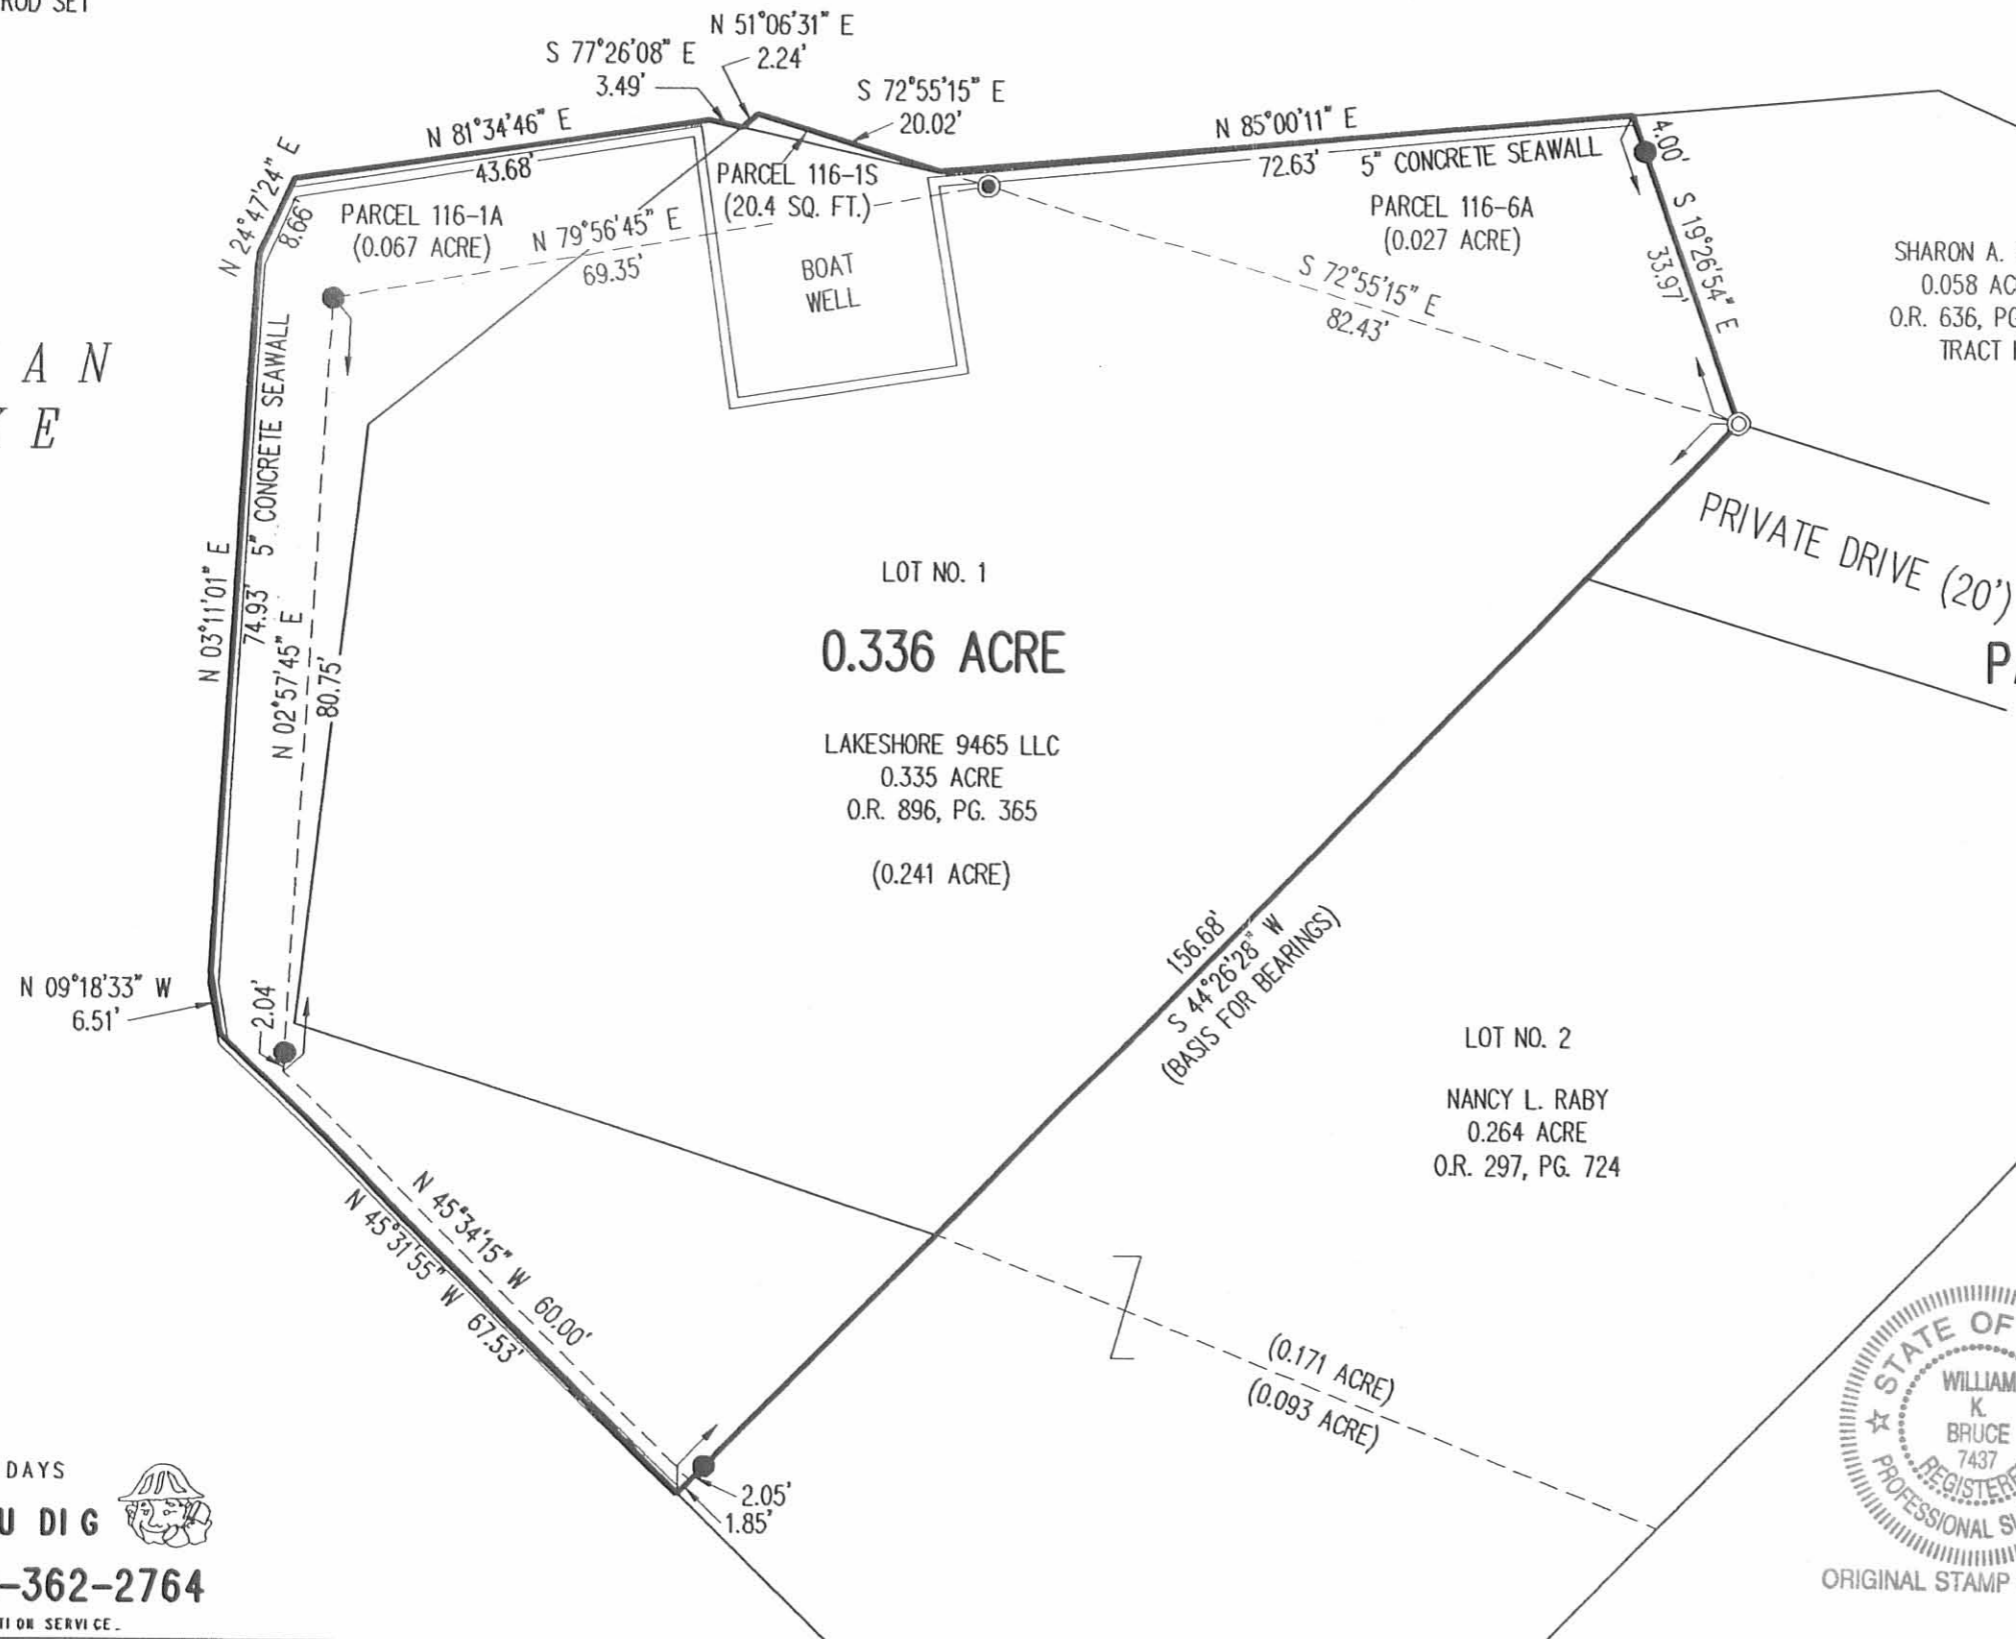 ROD SET
N 51°06'31" E
2.24'
S 77°26'08" E
3.49'
S 72°55'15" E
20.02'
N 81°34'46" E
43.68'
N 85°00'11" E
72.63'
5" CONCRETE SEAWALL
4.00'
N 24°47'24" E
8.66'
PARCEL 116-1A
(0.067 ACRE)
PARCEL 116-1S
(20.4 SQ. FT.)
PARCEL 116-6A
(0.027 ACRE)
S 19°26'54" E
33.97'
N 79°56'45" E
69.35'
BOAT
WELL
S 72°55'15" E
82.43'
SHARON A.
0.058 AC
O.R. 636, PG
TRACT
A N
E
5" CONCRETE SEAWALL
N 03°11'01" E
74.93'
N 02°57'45" E
80.75'
PRIVATE DRIVE (20')
LOT NO. 1
0.336 ACRE
LAKESHORE 9465 LLC
0.335 ACRE
O.R. 896, PG. 365
(0.241 ACRE)
156.68'
S 44°26'28" W
(BASIS FOR BEARINGS)
N 09°18'33" W
6.51'
2.04'
LOT NO. 2
NANCY L. RABY
0.264 ACRE
O.R. 297, PG. 724
N 45°34'15" W 60.00'
N 45°31'55" W 67.53'
(0.171 ACRE)
(0.093 ACRE)
2.05'
1.85'
DAYS
U DIG
-362-2764
TION SERVICE.
STATE OF
WILLIAM
K.
BRUCE
7437
REGISTERE
PROFESSIONAL SU
ORIGINAL STAMP